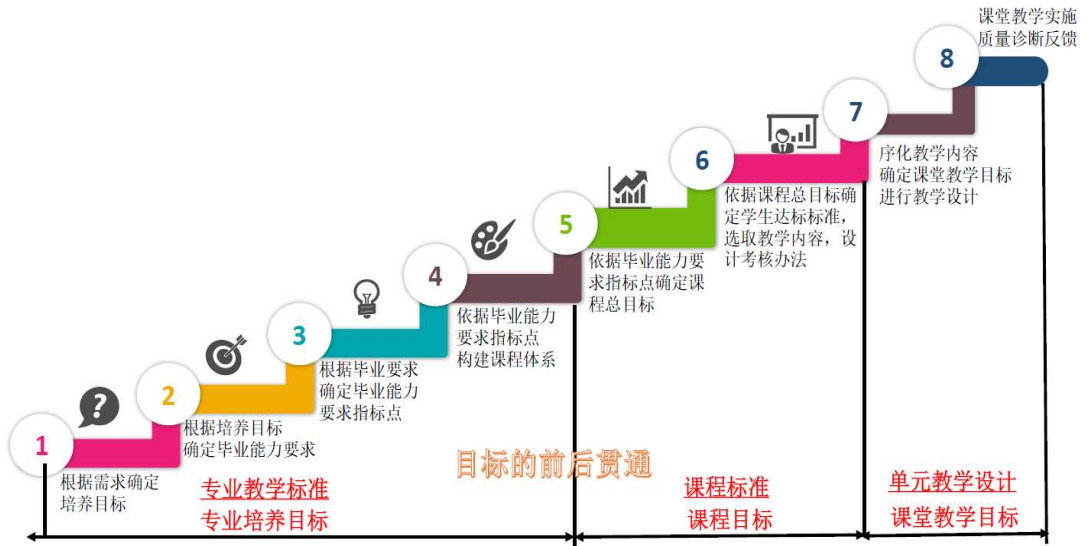 1
根据需求确定
培养目标
2
根据培养目标
确定毕业能力要求
3
根据毕业要求
确定毕业能力
要求指标点
4
依据毕业能力
要求指标点
构建课程体系
5
依据毕业能力要
求指标点确定课
程总目标
6
依据课程总目标确
定学生达标标准，
选取教学内容，设
计考核办法
7
序化教学内容
确定课堂教学目标
进行教学设计
8
课堂教学实施
质量诊断反馈
?
目标的前后贯通
专业教学标准
专业培养目标
课程标准
课程目标
单元教学设计
课堂教学目标